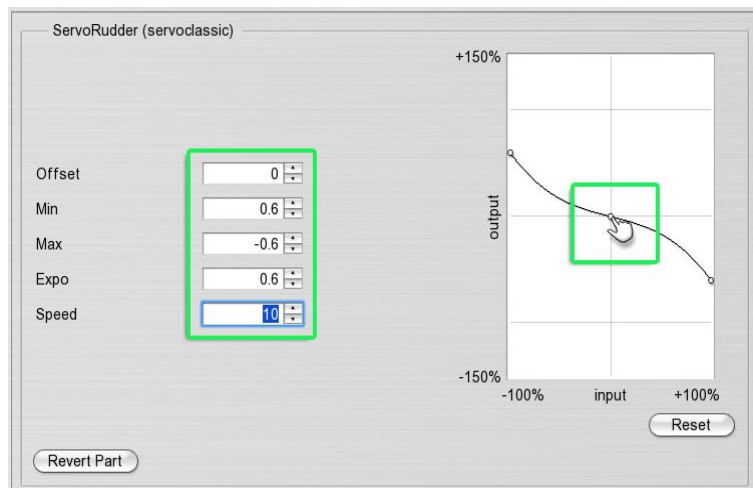 ServoRudder (servoclassic)
Offset 0
Min 0.6
Max -0.6
Expo 0.6
Speed 10
Revert Part
+150%
output
-150%
-100% input +100%
Reset